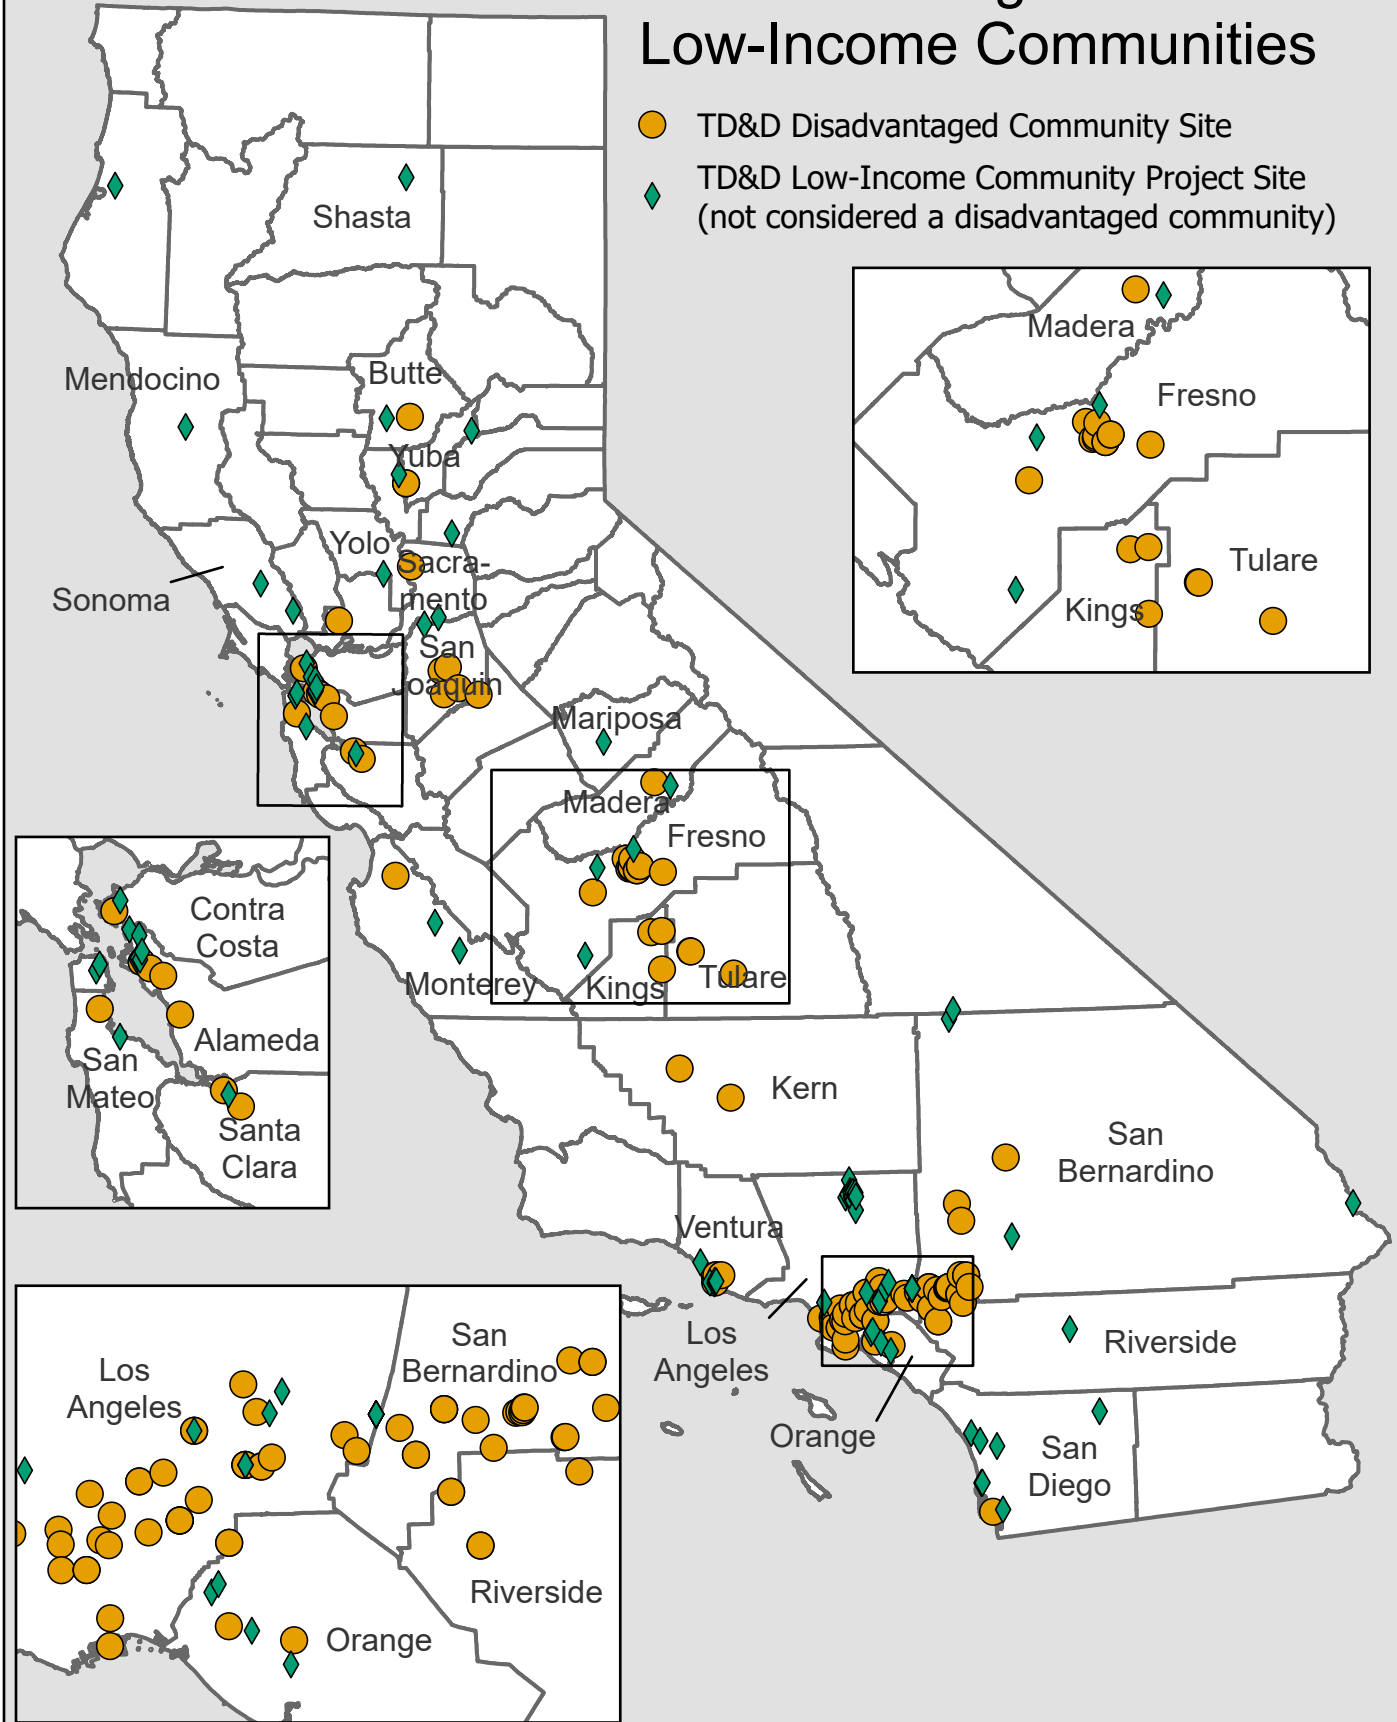 Low-Income Communities
TD&D Disadvantaged Community Site
TD&D Low-Income Community Project Site
(not considered a disadvantaged community)
Shasta
Mendocino
Butte
Yuba
Yolo
Sacra-
mento
Sonoma
San
Joaquin
Mariposa
Madera
Fresno
Monterey
Kings
Tulare
Kern
San
Bernardino
Ventura
Los
Angeles
Riverside
Orange
San
Diego
Madera
Fresno
Tulare
Kings
Contra
Costa
Alameda
San
Mateo
Santa
Clara
Los
Angeles
San
Bernardino
Riverside
Orange